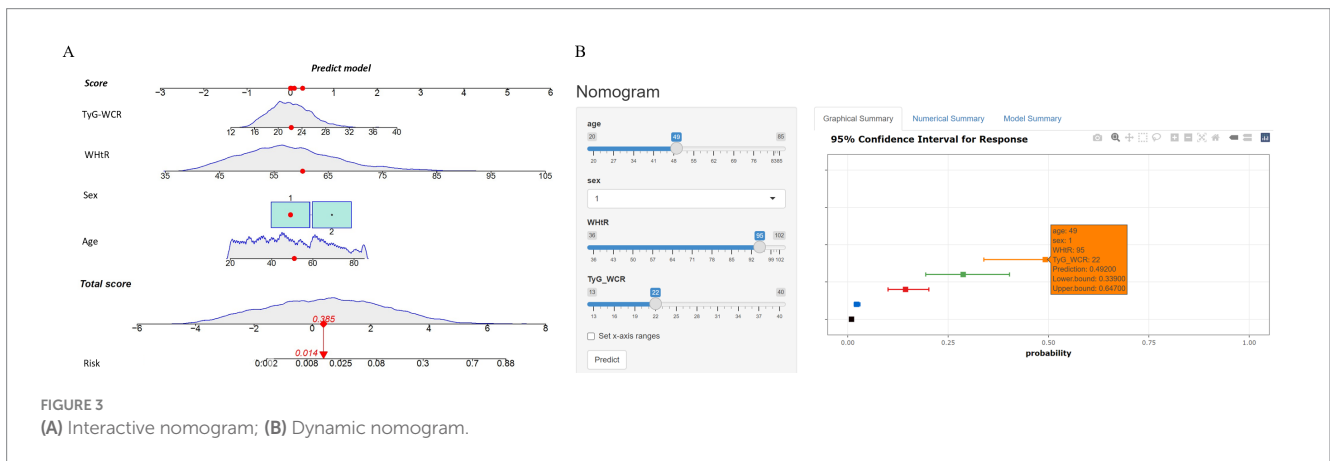 A
Predict model
Score
-3 -2 -1 0 1 2 3 4 5 6
TyG-WCR
12 16 20 24 28 32 36 40
WHtR
35 45 55 65 75 85 95 105
Sex
1
2
Age
20 40 60 80
Total score
-6 -4 -2 0 2 4 6 8
0.385
0.014
Risk
0.002 0.008 0.025 0.08 0.3 0.7 0.88
B
Nomogram
age
20 49 85
20 27 34 41 48 55 62 69 76 8385
sex
1
WHtR
36 95 102
36 43 50 57 64 71 78 85 92 99 102
TyG_WCR
13 22 40
13 16 19 22 25 28 31 34 37 40
Set x-axis ranges
Predict
Graphical Summary Numerical Summary Model Summary
95% Confidence Interval for Response
age: 49
sex: 1
WHtR: 95
TyG_WCR: 22
Prediction: 0.49200
Lower.bound: 0.33900
Upper.bound: 0.64700
0.00 0.25 0.50 0.75 1.00
probability
FIGURE 3
(A) Interactive nomogram; (B) Dynamic nomogram.